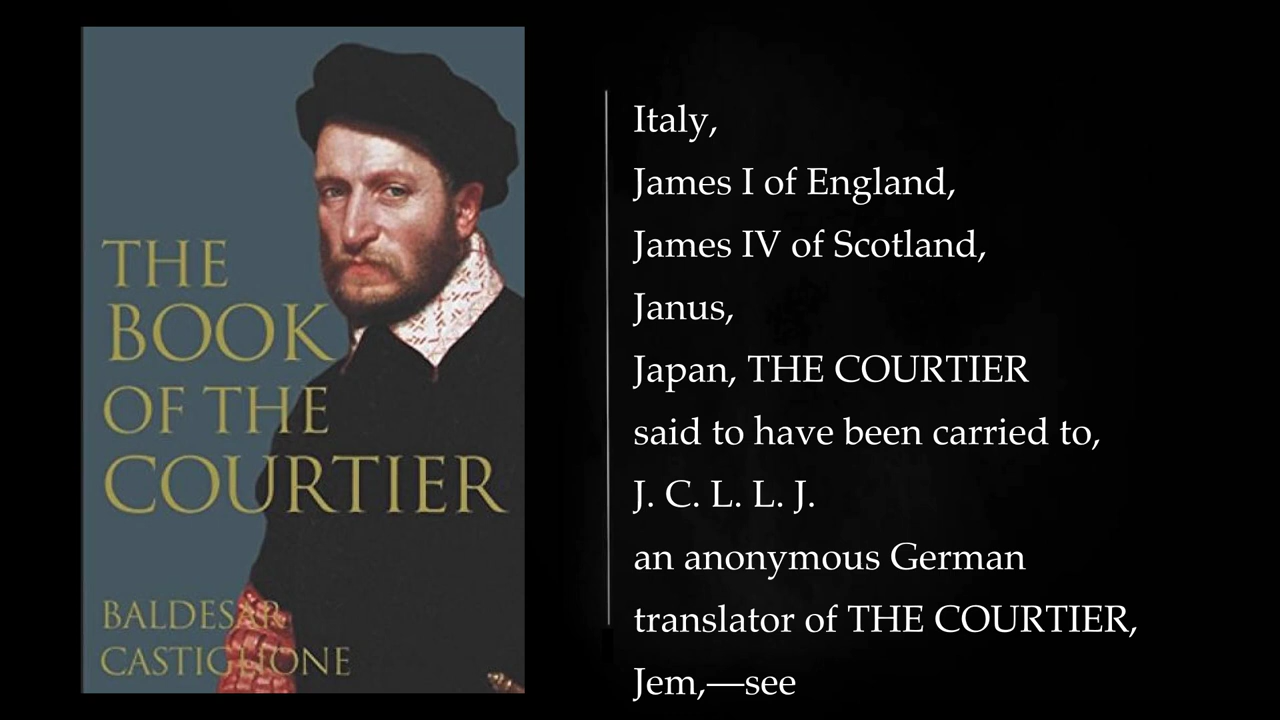 THE
BOOK
OF THE
COURTIER
BALDESAR
CASTIGLIONE
Italy,
James I of England,
James IV of Scotland,
Janus,
Japan, THE COURTIER
said to have been carried to,
J. C. L. L. J.
an anonymous German
translator of THE COURTIER,
Jem,—see